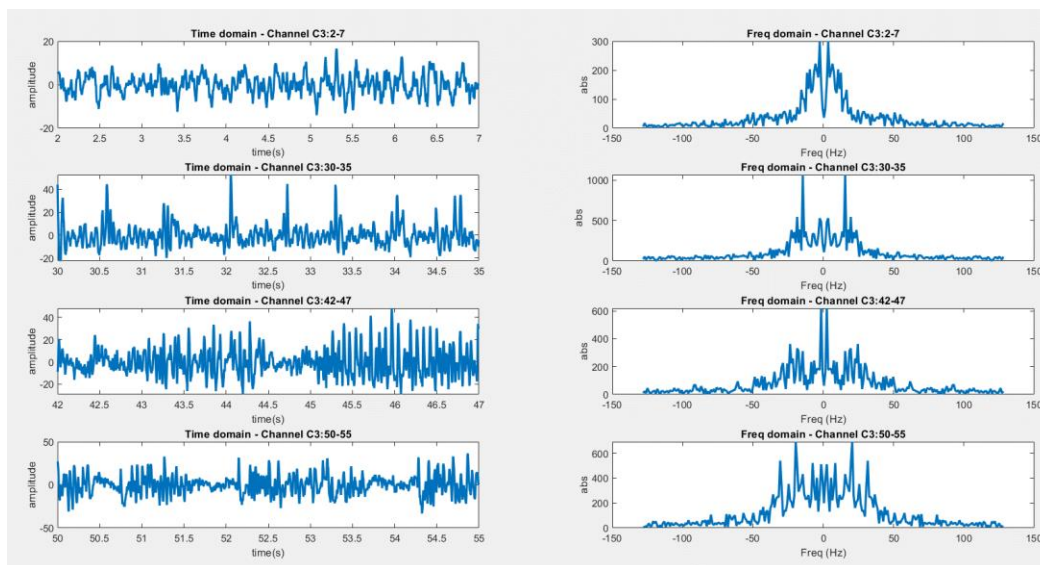 Time domain - Channel C3:2-7
20
0
-20
amplitude
2 2.5 3 3.5 4 4.5 5 5.5 6 6.5 7
time(s)
Freq domain - Channel C3:2-7
300
200
100
0
abs
-150 -100 -50 0 50 100 150
Freq (Hz)
Time domain - Channel C3:30-35
40
20
0
-20
amplitude
30 30.5 31 31.5 32 32.5 33 33.5 34 34.5 35
time(s)
Freq domain - Channel C3:30-35
1000
500
0
abs
-150 -100 -50 0 50 100 150
Freq (Hz)
Time domain - Channel C3:42-47
40
20
0
-20
amplitude
42 42.5 43 43.5 44 44.5 45 45.5 46 46.5 47
time(s)
Freq domain - Channel C3:42-47
600
400
200
0
abs
-150 -100 -50 0 50 100 150
Freq (Hz)
Time domain - Channel C3:50-55
50
0
-50
amplitude
50 50.5 51 51.5 52 52.5 53 53.5 54 54.5 55
time(s)
Freq domain - Channel C3:50-55
600
400
200
0
abs
-150 -100 -50 0 50 100 150
Freq (Hz)